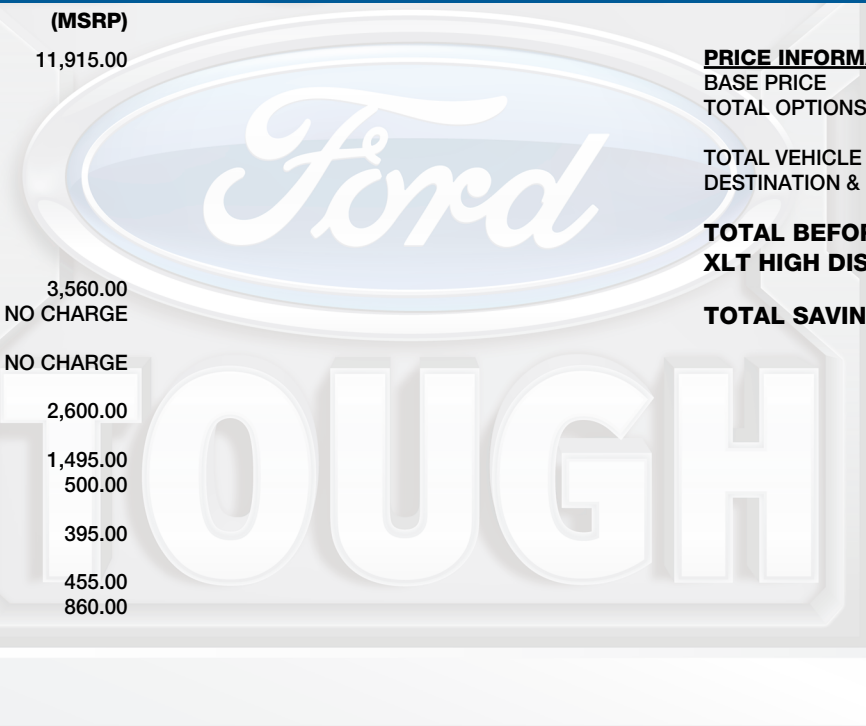 (MSRP)
11,915.00
3,560.00
NO CHARGE
NO CHARGE
2,600.00
1,495.00
500.00
395.00
455.00
860.00
PRICE INFORM
BASE PRICE
TOTAL OPTIONS
TOTAL VEHICLE
DESTINATION &
TOTAL BEFOR
XLT HIGH DIS
TOTAL SAVIN
Ford
TOUGH